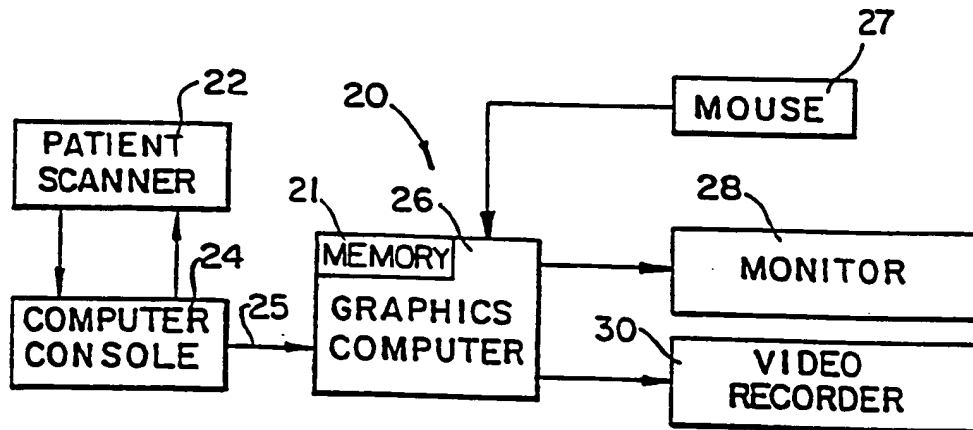 27
22
20
MOUSE
PATIENT
SCANNER
21
26
28
MEMORY
MONITOR
24
25
GRAPHICS
COMPUTER
COMPUTER
CONSOLE
30
VIDEO
RECORDER